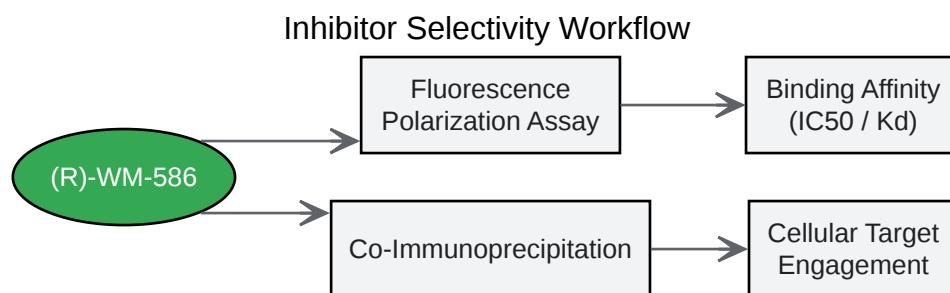 Inhibitor Selectivity Workflow
(R)-WM-586
Fluorescence
Polarization Assay
Binding Affinity
(IC50 / Kd)
Co-Immunoprecipitation
Cellular Target
Engagement